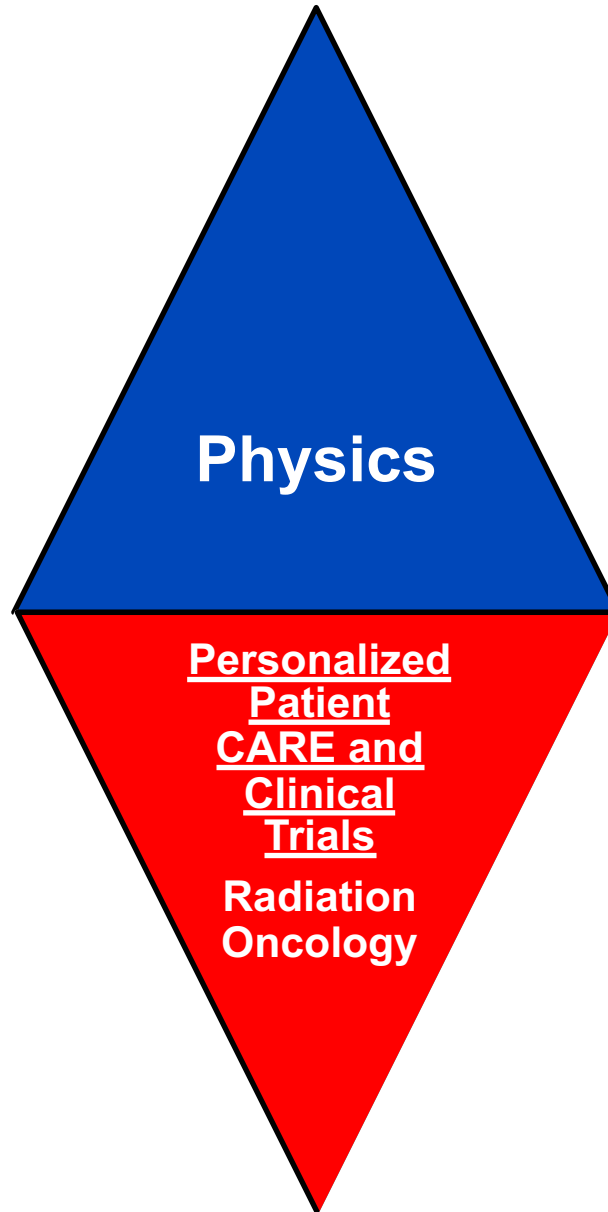 Physics
Personalized
Patient
CARE and
Clinical
Trials
Radiation
Oncology